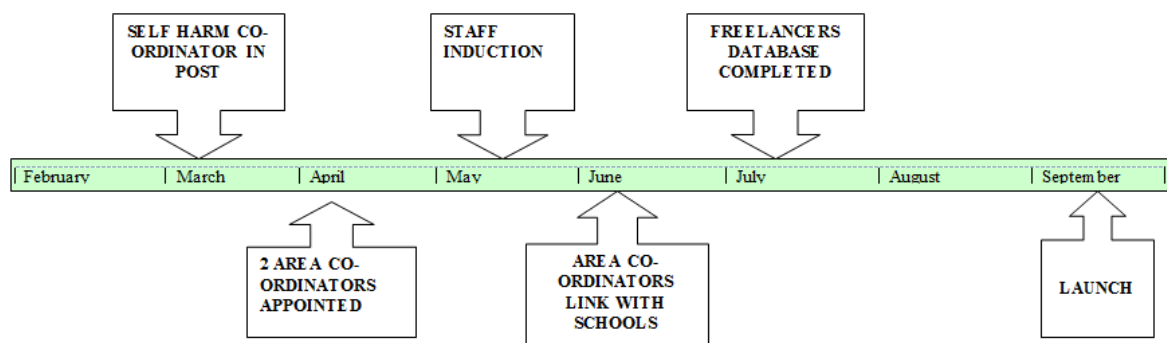 SELF HARM CO-
ORDINATOR IN
POST
STAFF
INDUCTION
FREELANCERS
DATABASE
COMPLETED
February March April May June July August September
2 AREA CO-
ORDINATORS
APPOINTED
AREA CO-
ORDINATORS
LINK WITH
SCHOOLS
LAUNCH